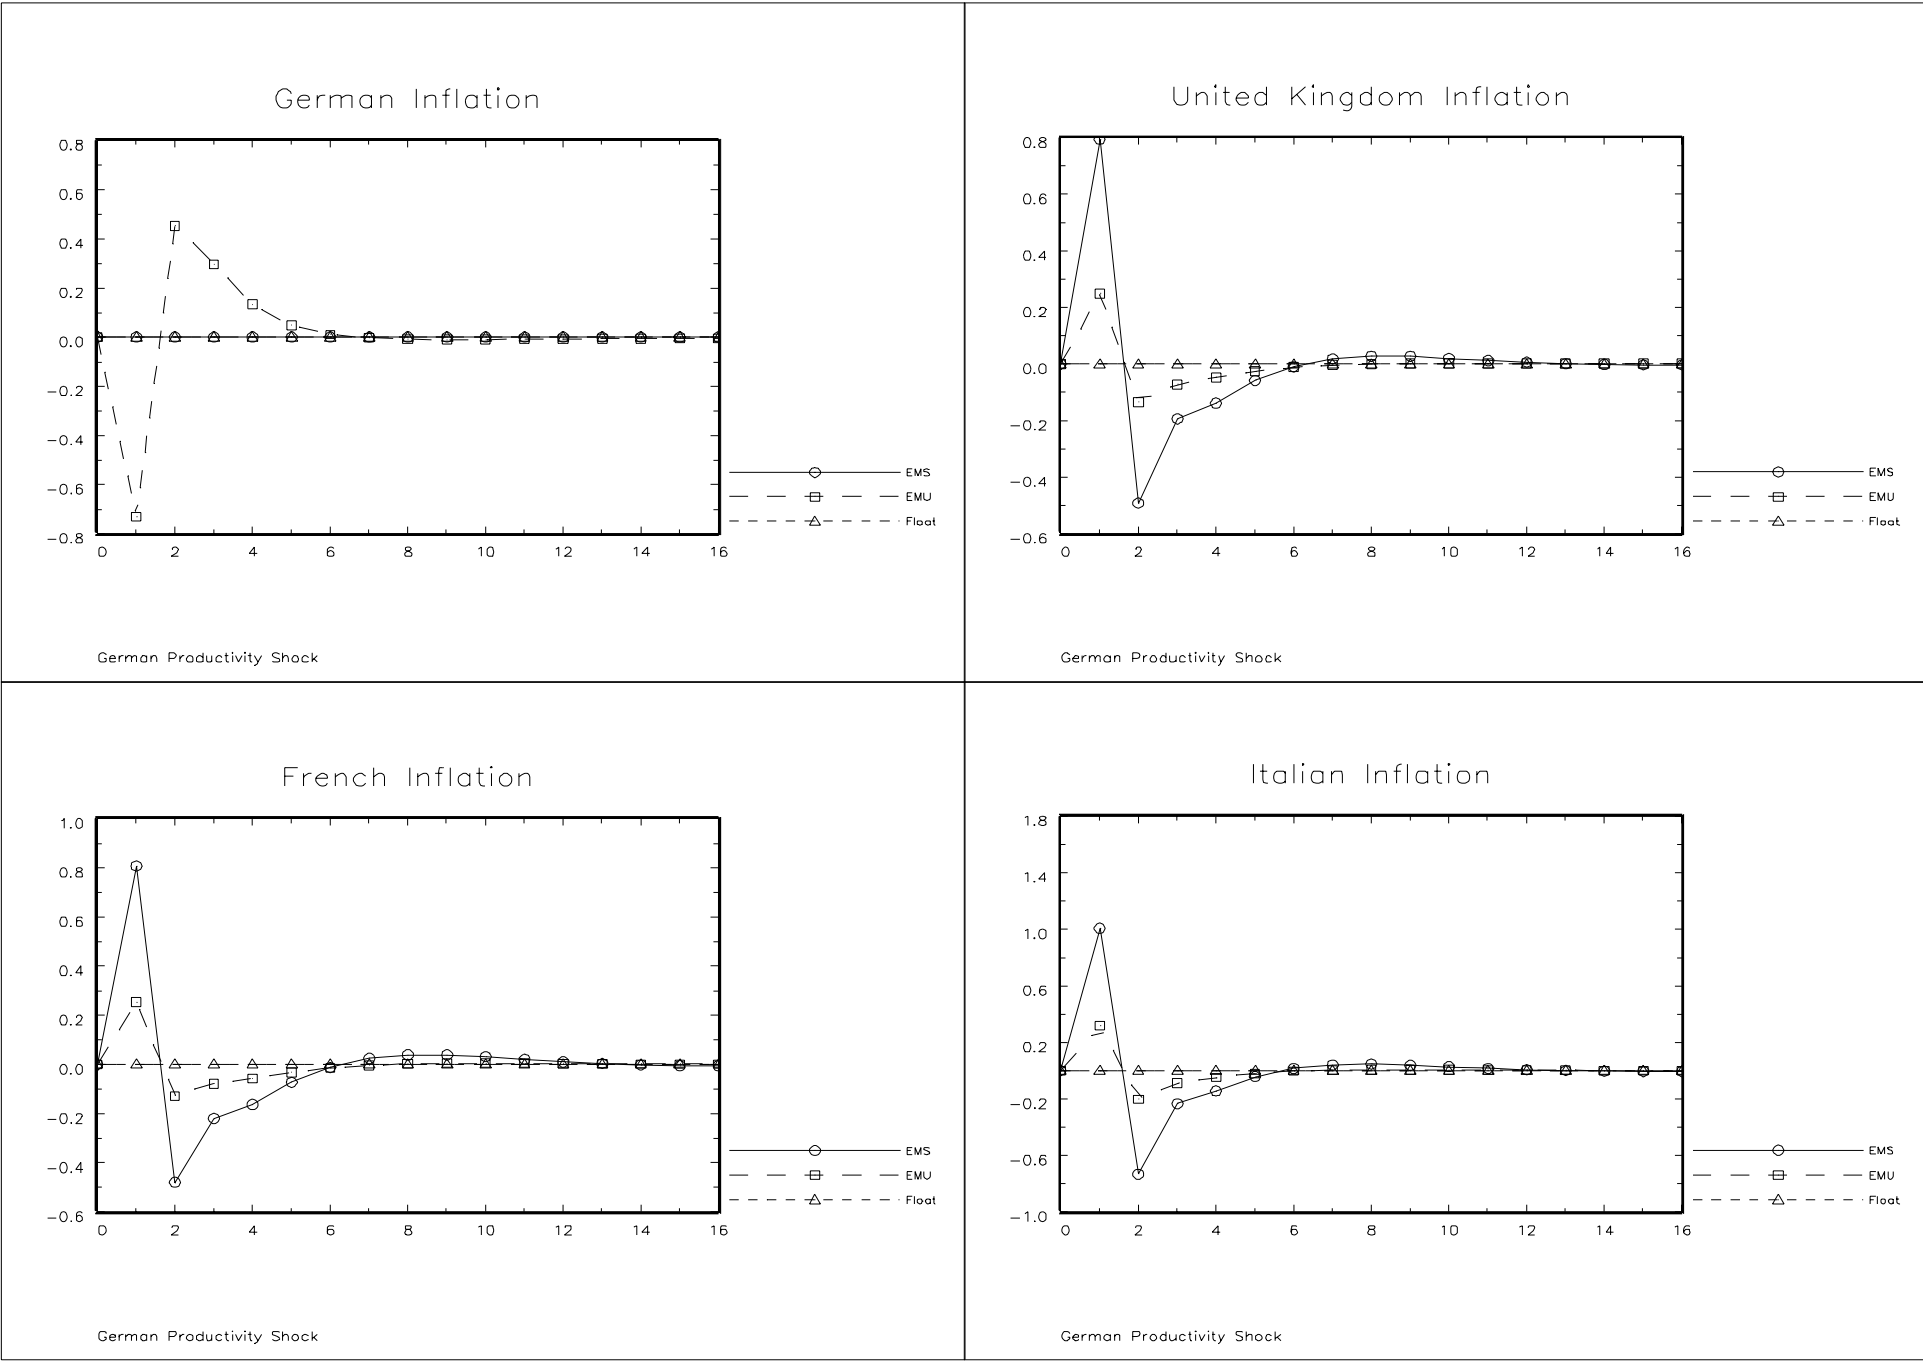 German Inflation
0.8
0.6
0.4
0.2
0.0
−0.2
−0.4
−0.6
−0.8
0 2 4 6 8 10 12 14 16
EMS
EMU
Float
German Productivity Shock
United Kingdom Inflation
0.8
0.6
0.4
0.2
0.0
−0.2
−0.4
−0.6
0 2 4 6 8 10 12 14 16
EMS
EMU
Float
German Productivity Shock
French Inflation
1.0
0.8
0.6
0.4
0.2
0.0
−0.2
−0.4
−0.6
0 2 4 6 8 10 12 14 16
EMS
EMU
Float
German Productivity Shock
Italian Inflation
1.8
1.4
1.0
0.6
0.2
−0.2
−0.6
−1.0
0 2 4 6 8 10 12 14 16
EMS
EMU
Float
German Productivity Shock